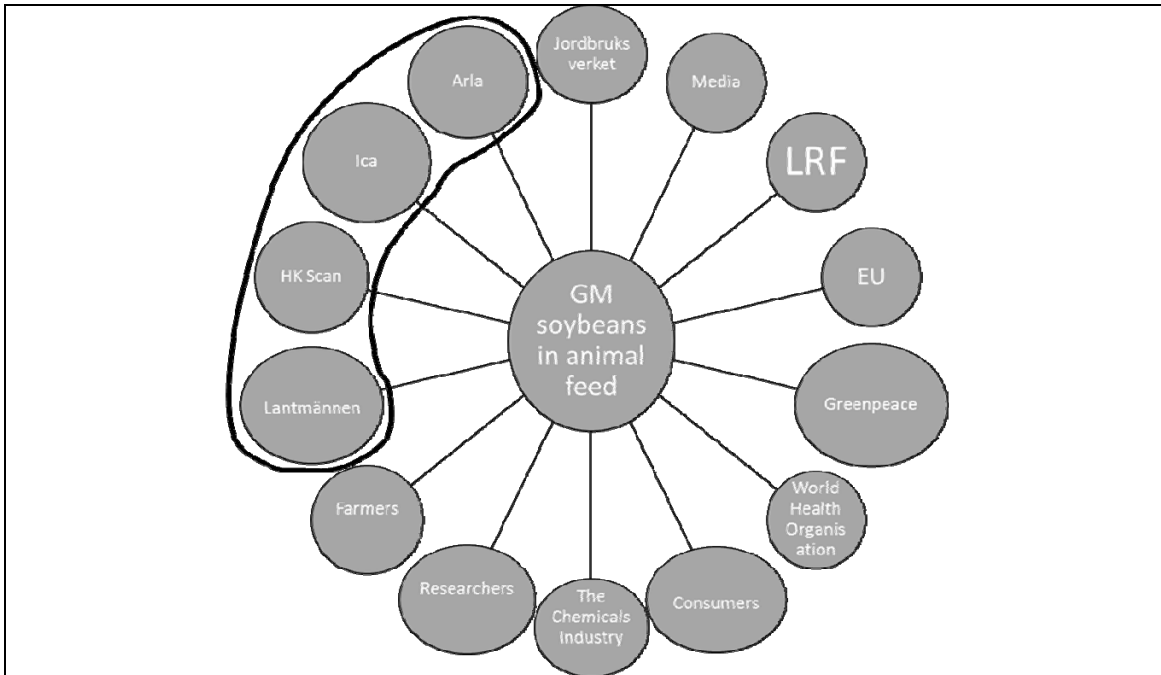 Jordbruks
verket
Media
LRF
EU
Greenpeace
World
Health
Organis
ation
Consumers
The
Chemicals
Industry
Researchers
Farmers
Lantmännen
HK Scan
Ica
Arla
GM
soybeans
in animal
feed